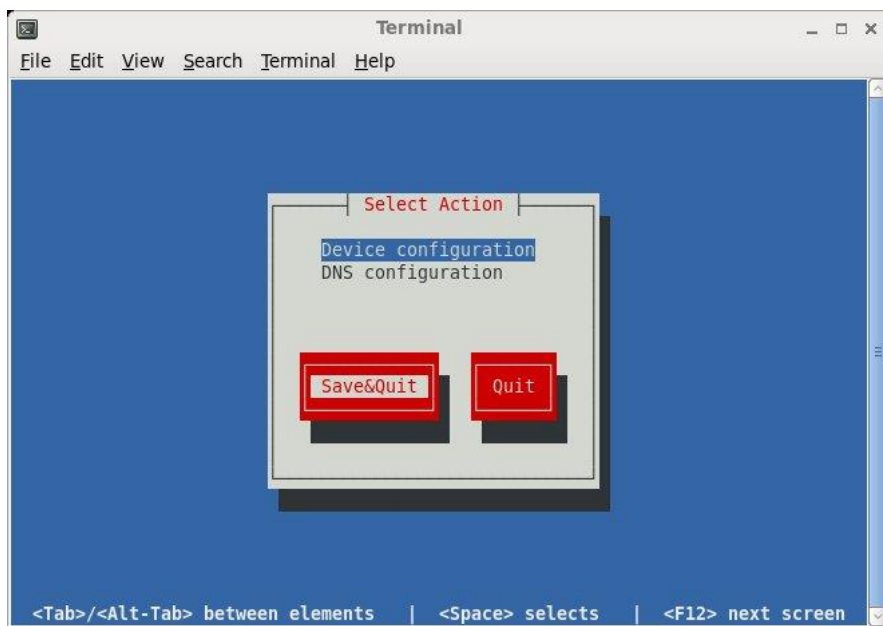 Terminal
File Edit View Search Terminal Help
Select Action
Device configuration
DNS configuration
Save&Quit Quit
<Tab>/<Alt-Tab> between elements | <Space> selects | <F12> next screen